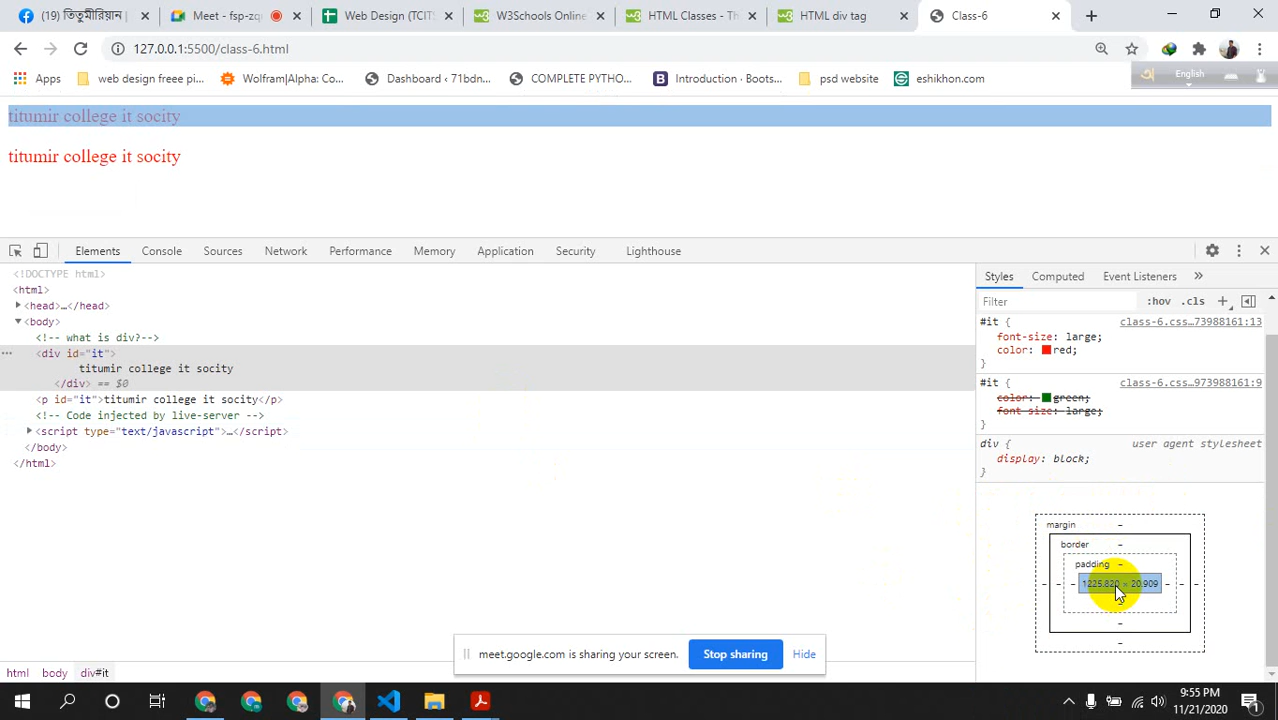 (19) তিতুমীরিয়ান |
Meet - fsp-zq
Web Design (TCITS
W3Schools Online
HTML Classes - Th
HTML div tag
Class-6
127.0.0.1:5500/class-6.html
Apps
web design freee pi...
Wolfram|Alpha: Co...
Dashboard ‹ 71bdn...
COMPLETE PYTHO...
Introduction · Boots...
psd website
eshikhon.com
অ
English
titumir college it socity
titumir college it socity
Elements
Console
Sources
Network
Performance
Memory
Application
Security
Lighthouse
Styles
Computed
Event Listeners
»
Filter
:hov .cls +
<!DOCTYPE html>
<html>
<head>…</head>
<body>
<!-- what is div?-->
<div id="it">
titumir college it socity
</div> == $0
<p id="it">titumir college it socity</p>
<!-- Code injected by live-server -->
<script type="text/javascript">…</script>
</body>
</html>
#it {
class-6.css…73988161:13
font-size: large;
color: red;
}
#it {
class-6.css…973988161:9
color: green;
font-size: large;
}
div {
user agent stylesheet
display: block;
}
margin –
border –
padding –
1225.820 × 20.909
meet.google.com is sharing your screen.
Stop sharing
Hide
html body div#it
9:55 PM
11/21/2020
1